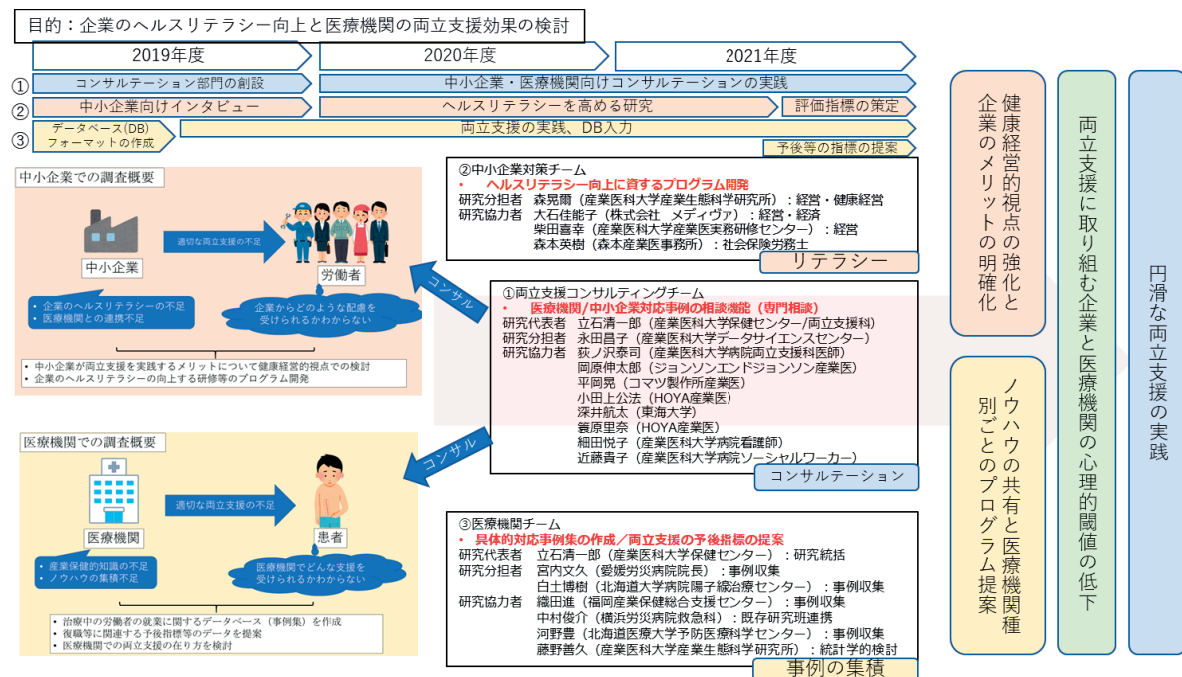 目的：企業のヘルスリテラシー向上と医療機関の両立支援効果の検討
2019年度
2020年度
2021年度
①
コンサルテーション部門の創設
中小企業・医療機関向けコンサルテーションの実践
②
中小企業向けインタビュー
ヘルスリテラシーを高める研究
評価指標の策定
③
データベース(DB)
フォーマットの作成
両立支援の実践、DB入力
予後等の指標の提案
中小企業での調査概要
適切な両立支援の不足
中小企業
労働者
・企業のヘルスリテラシーの不足
・医療機関との連携不足
企業からどのような配慮を
受けられるかわからない
・中小企業が両立支援を実践するメリットについて健康経営的視点での検討
・企業のヘルスリテラシーの向上する研修等のプログラム開発
医療機関での調査概要
適切な両立支援の不足
医療機関
患者
・産業保健的知識の不足
・ノウハウの集積不足
医療機関でどんな支援を
受けられるかわからない
・治療中の労働者の就業に関するデータベース（事例集）を作成
・復職等に関連する予後指標等のデータを提案
・医療機関での両立支援の在り方を検討
コンサル
コンサル
②中小企業対策チーム
・ ヘルスリテラシー向上に資するプログラム開発
研究分担者 森晃爾（産業医科大学産業生態科学研究所）：経営・健康経営
研究協力者 大石佳能子（株式会社 メディヴァ）：経営・経済
柴田喜幸（産業医科大学産業医実務研修センター）：経営
森本英樹（森本産業医事務所）：社会保険労務士
リテラシー
①両立支援コンサルティングチーム
・ 医療機関/中小企業対応事例の相談機能（専門相談）
研究代表者 立石清一郎（産業医科大学保健センター/両立支援科）
研究分担者 永田昌子（産業医科大学データサイエンスセンター）
研究協力者 荻ノ沢泰司（産業医科大学病院両立支援科医師）
岡原伸太郎（ジョンソンエンドジョンソン産業医）
平岡晃（コマツ製作所産業医）
小田上公法（HOYA産業医）
深井航太（東海大学）
簑原里奈（HOYA産業医）
細田悦子（産業医科大学病院看護師）
近藤貴子（産業医科大学病院ソーシャルワーカー）
コンサルテーション
③医療機関チーム
・ 具体的対応事例集の作成／両立支援の予後指標の提案
研究代表者 立石清一郎（産業医科大学保健センター）：研究統括
研究分担者 宮内文久（愛媛労災病院院長）：事例収集
白土博樹（北海道大学病院陽子線治療センター）：事例収集
研究協力者 織田進（福岡産業保健総合支援センター）：事例収集
中村俊介（横浜労災病院救急科）：既存研究班連携
河野豊（北海道医療大学予防医療科学センター）：事例収集
藤野善久（産業医科大学産業生態科学研究所）：統計学的検討
事例の集積
健康経営的視点の強化と
企業のメリットの明確化
ノウハウの共有と医療機関種
別ごとのプログラム提案
両立支援に取り組む企業と医療機関の心理的閾値の低下
円滑な両立支援の実践